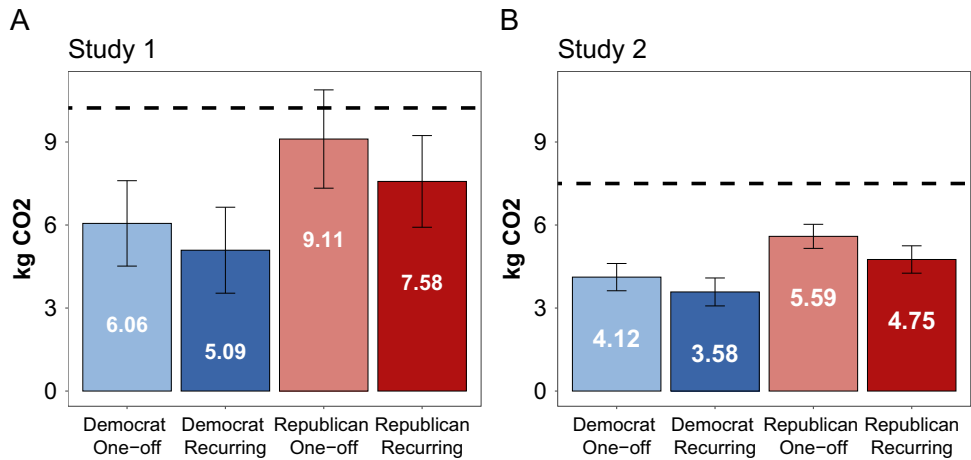 A
Study 1
kg CO2
9
6
3
0
6.06
5.09
9.11
7.58
Democrat
One−off
Democrat
Recurring
Republican
One−off
Republican
Recurring
B
Study 2
kg CO2
9
6
3
0
4.12
3.58
5.59
4.75
Democrat
One−off
Democrat
Recurring
Republican
One−off
Republican
Recurring